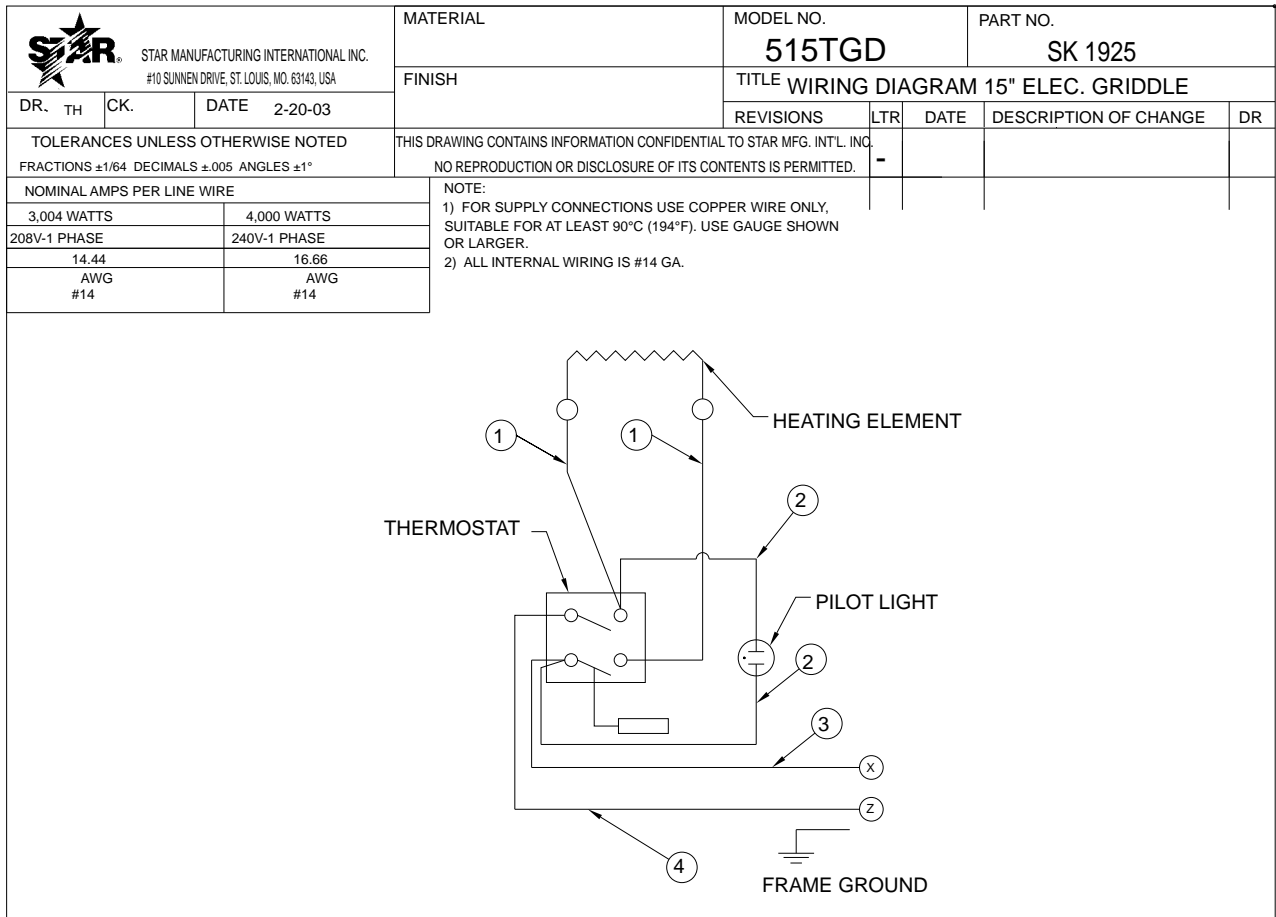 STAR®
STAR MANUFACTURING INTERNATIONAL INC.
#10 SUNNEN DRIVE, ST. LOUIS, MO. 63143, USA
MATERIAL
FINISH
MODEL NO.
515TGD
PART NO.
SK 1925
TITLE WIRING DIAGRAM 15" ELEC. GRIDDLE
DR. TH CK. DATE 2-20-03
REVISIONS LTR DATE DESCRIPTION OF CHANGE DR
-
TOLERANCES UNLESS OTHERWISE NOTED
FRACTIONS ±1/64 DECIMALS ±.005 ANGLES ±1°
THIS DRAWING CONTAINS INFORMATION CONFIDENTIAL TO STAR MFG. INT'L. INC.
NO REPRODUCTION OR DISCLOSURE OF ITS CONTENTS IS PERMITTED.
NOMINAL AMPS PER LINE WIRE
3,004 WATTS 4,000 WATTS
208V-1 PHASE 240V-1 PHASE
14.44 16.66
AWG AWG
#14 #14
NOTE:
1) FOR SUPPLY CONNECTIONS USE COPPER WIRE ONLY,
SUITABLE FOR AT LEAST 90°C (194°F). USE GAUGE SHOWN
OR LARGER.
2) ALL INTERNAL WIRING IS #14 GA.
HEATING ELEMENT
1 1
2
THERMOSTAT
PILOT LIGHT
2
3
X
Z
4
FRAME GROUND